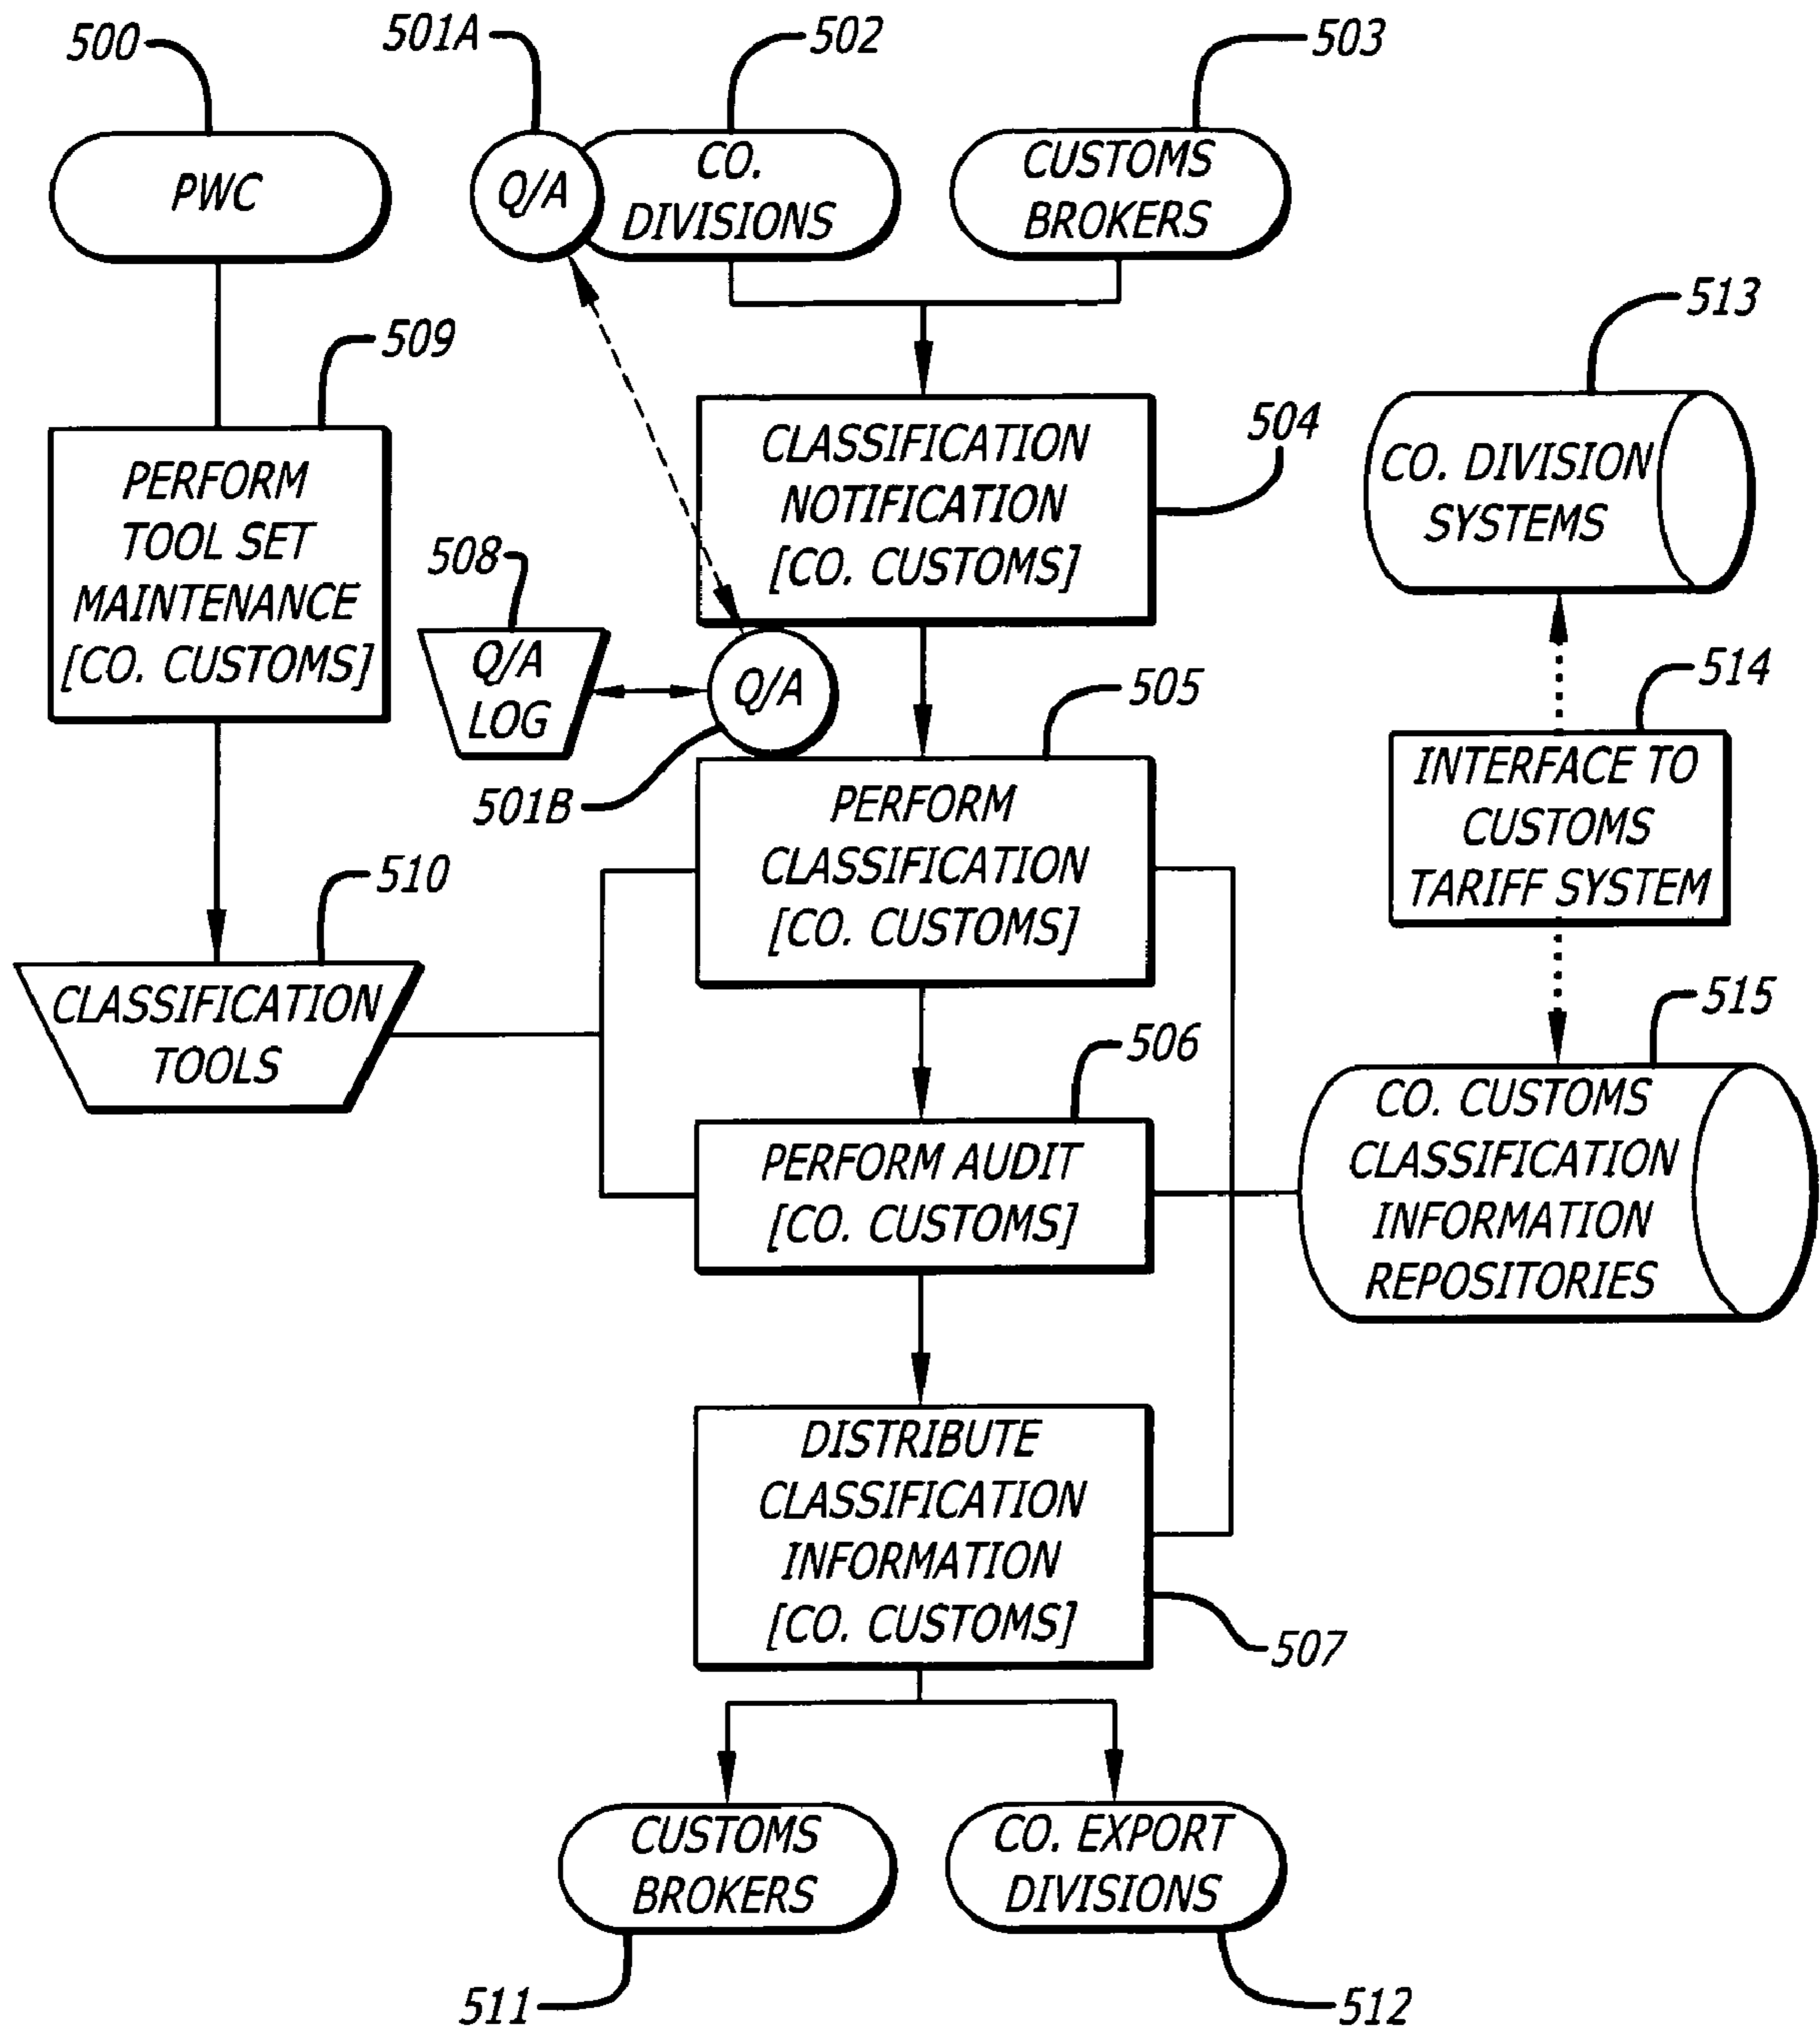 500
501A
502
503
PWC
Q/A
CO.
DIVISIONS
CUSTOMS
BROKERS
509
513
PERFORM
TOOL SET
MAINTENANCE
[CO. CUSTOMS]
CLASSIFICATION
NOTIFICATION
[CO. CUSTOMS]
504
CO. DIVISION
SYSTEMS
508
Q/A
LOG
Q/A
501B
505
514
PERFORM
CLASSIFICATION
[CO. CUSTOMS]
INTERFACE TO
CUSTOMS
TARIFF SYSTEM
510
CLASSIFICATION
TOOLS
506
515
PERFORM AUDIT
[CO. CUSTOMS]
CO. CUSTOMS
CLASSIFICATION
INFORMATION
REPOSITORIES
DISTRIBUTE
CLASSIFICATION
INFORMATION
[CO. CUSTOMS]
507
CUSTOMS
BROKERS
CO. EXPORT
DIVISIONS
511
512